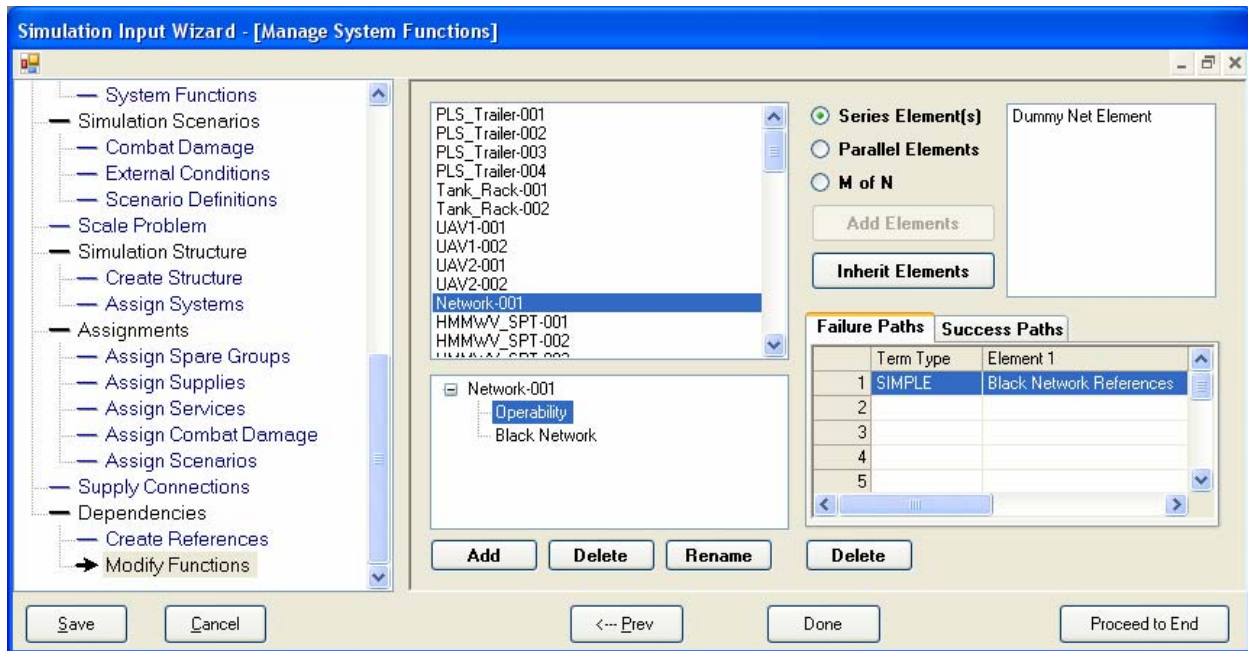 Simulation Input Wizard - [Manage System Functions]
System Functions
Simulation Scenarios
Combat Damage
External Conditions
Scenario Definitions
Scale Problem
Simulation Structure
Create Structure
Assign Systems
Assignments
Assign Spare Groups
Assign Supplies
Assign Services
Assign Combat Damage
Assign Scenarios
Supply Connections
Dependencies
Create References
Modify Functions
PLS_Trailer-001
PLS_Trailer-002
PLS_Trailer-003
PLS_Trailer-004
Tank_Rack-001
Tank_Rack-002
UAV1-001
UAV1-002
UAV2-001
UAV2-002
Network-001
HMMWV_SPT-001
HMMWV_SPT-002
Network-001
Operability
Black Network
Add Delete Rename
Series Element(s)
Parallel Elements
M of N
Add Elements
Inherit Elements
Dummy Net Element
Failure Paths Success Paths
Term Type Element 1
1 SIMPLE Black Network References
2
3
4
5
Delete
Save Cancel <--- Prev Done Proceed to End